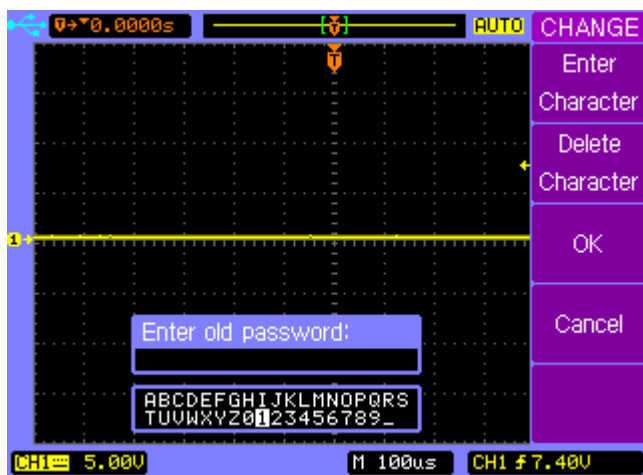 0.0000s
T
AUTO
CHANGE
T
Enter
Character
Delete
Character
1
OK
Enter old password:
Cancel
ABCDEFGHIJKLMNOPQRS
TUVWXYZ0123456789_
CH1 5.00V
M 100us
CH1 7.40V